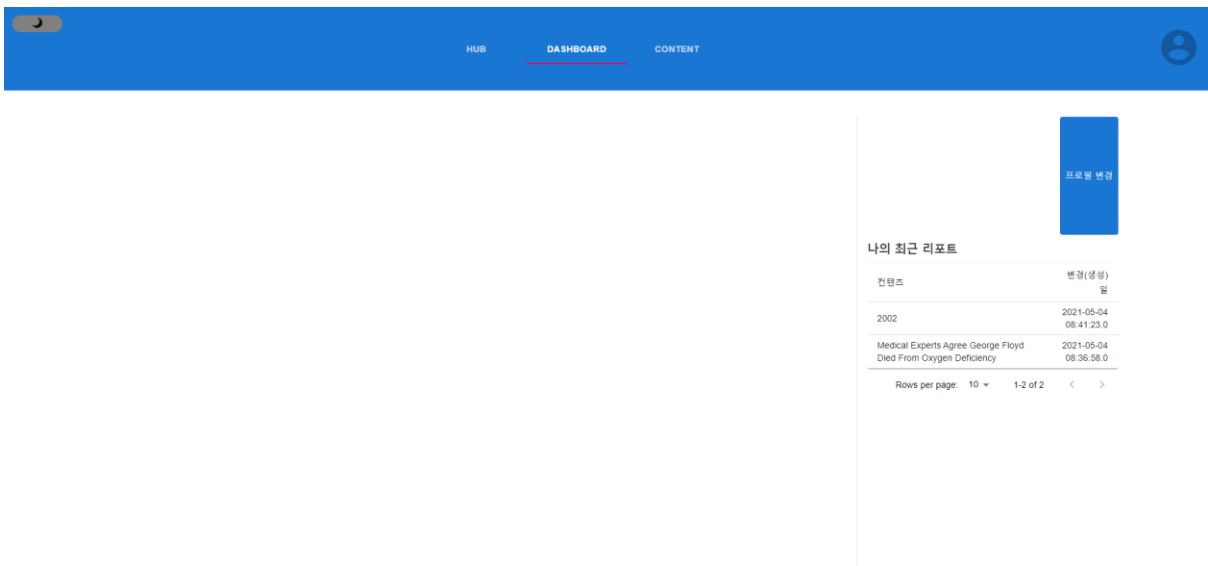 HUB
DASHBOARD
CONTENT
프로필 변경
나의 최근 리포트
컨텐츠
변경(생성)
일
2002
2021-05-04
08:41:23.0
Medical Experts Agree George Floyd
Died From Oxygen Deficiency
2021-05-04
08:36:58.0
Rows per page: 10 1-2 of 2